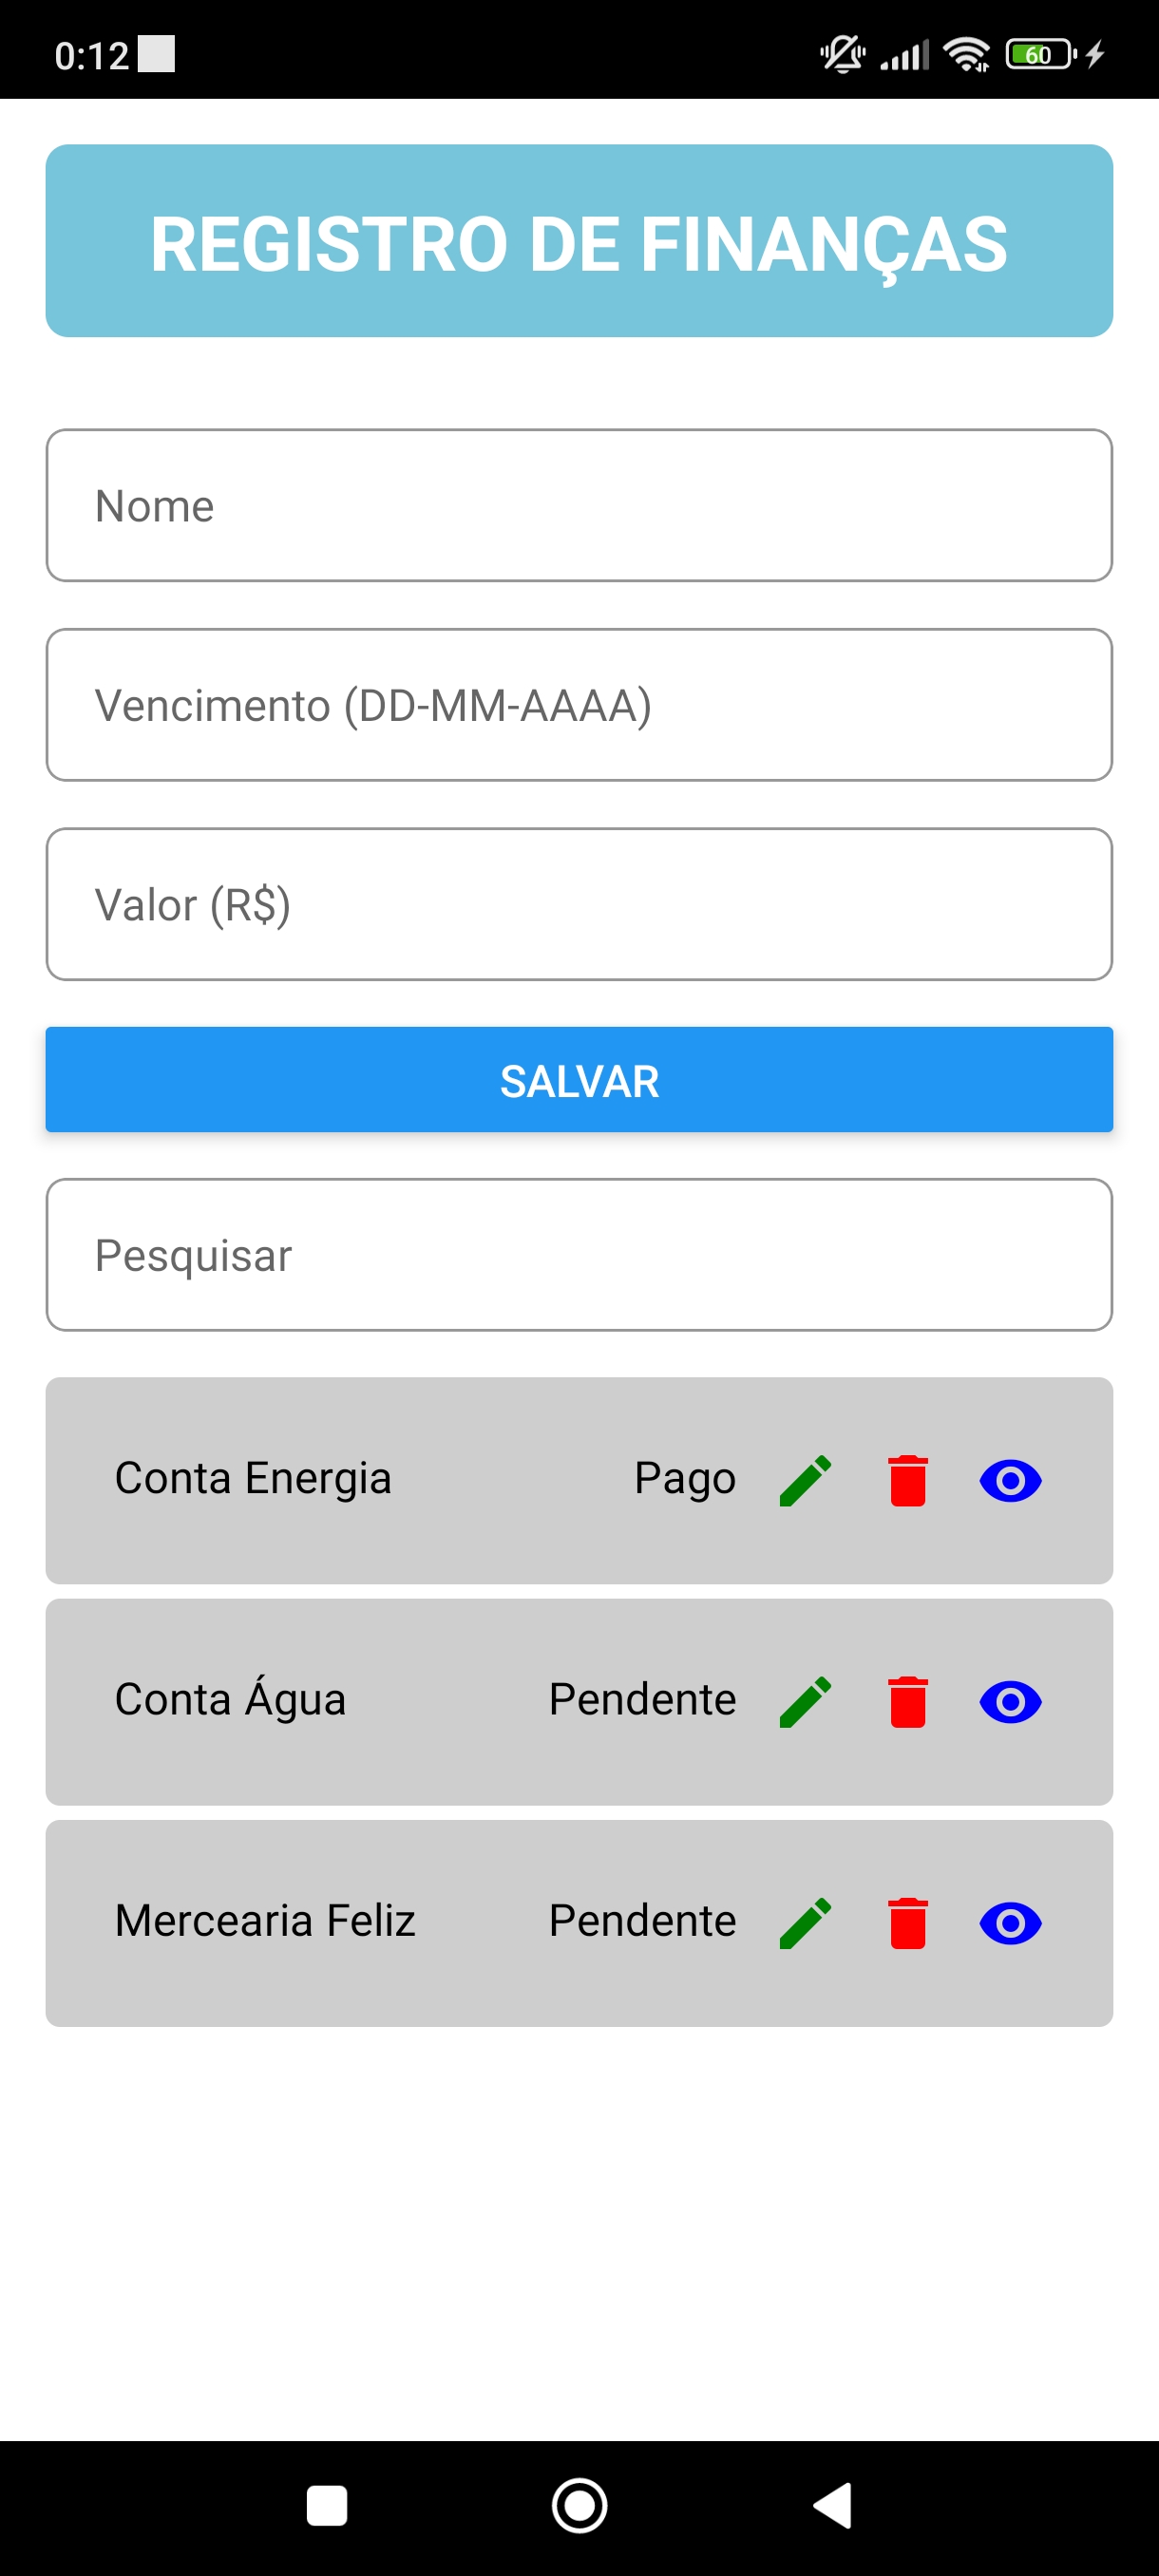 0:12
60
REGISTRO DE FINANÇAS
Nome
Vencimento (DD-MM-AAAA)
Valor (R$)
SALVAR
Pesquisar
Conta Energia Pago
Conta Água Pendente
Mercearia Feliz Pendente